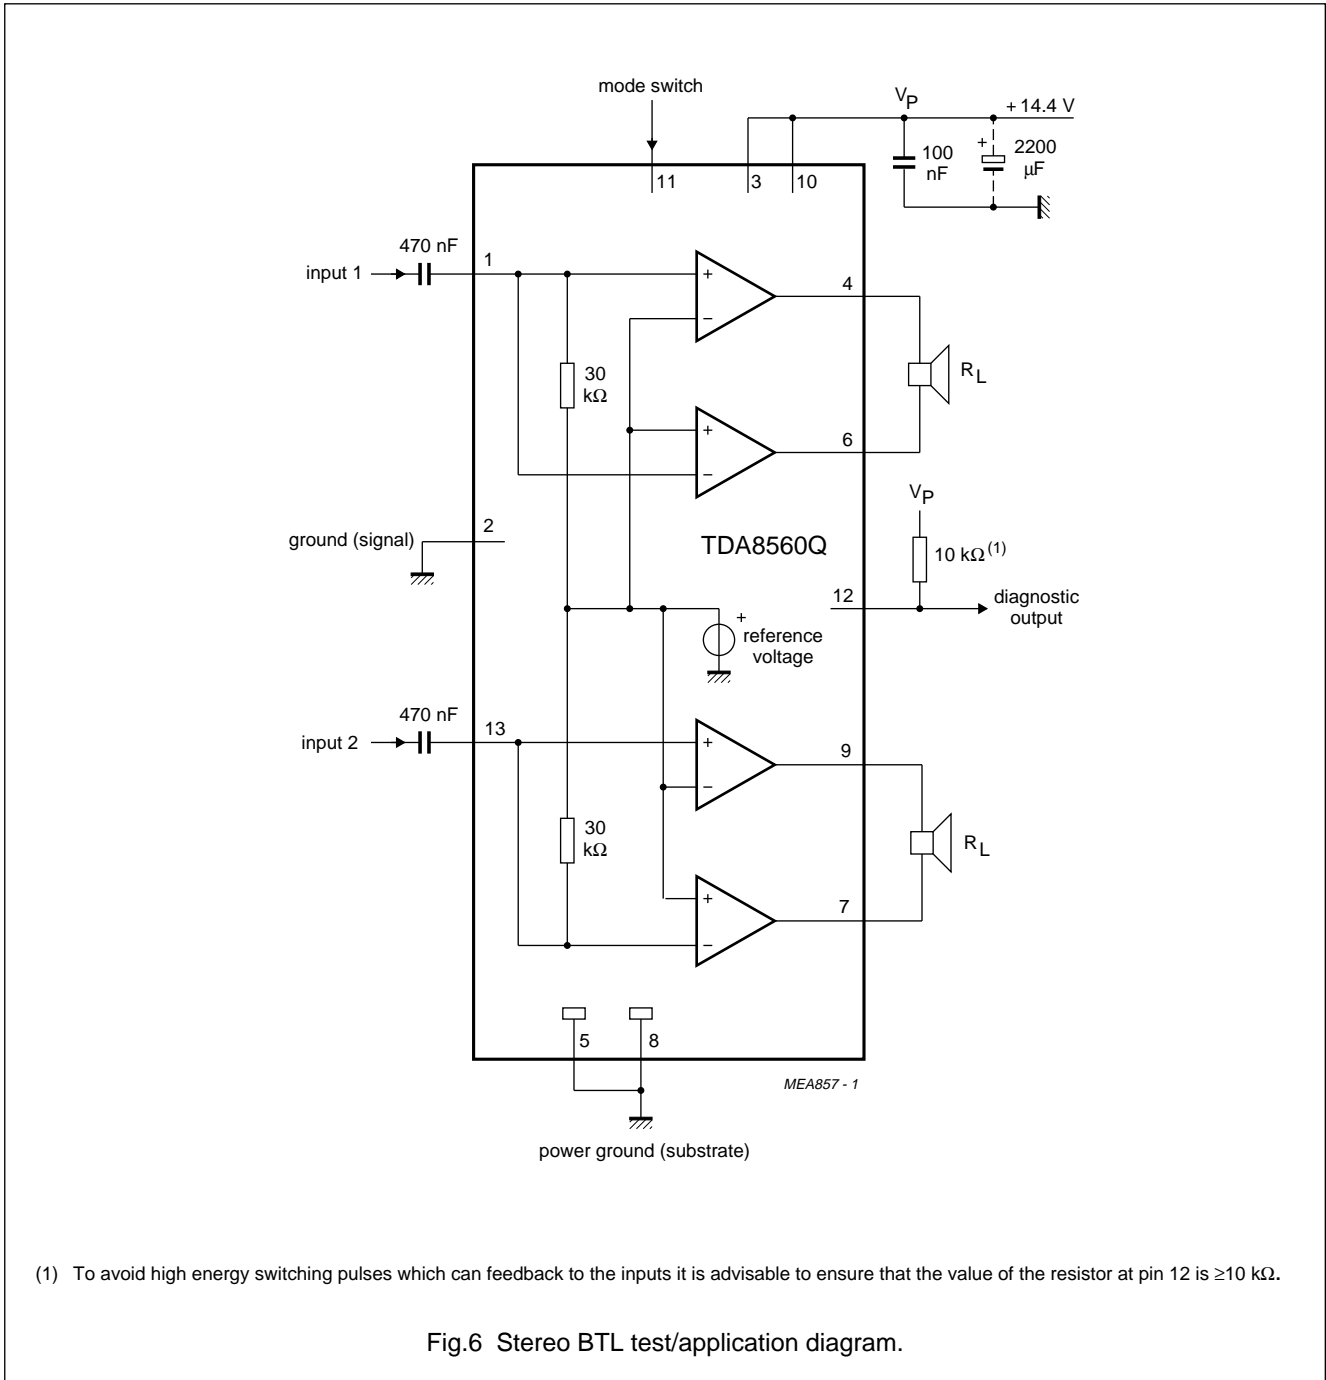 mode switch
VP
+ 14.4 V
100 nF
+
2200 µF
11
3
10
470 nF
input 1
1
+
−
4
30 kΩ
RL
+
−
6
VP
ground (signal)
2
TDA8560Q
10 kΩ (1)
12
diagnostic output
+
reference voltage
470 nF
input 2
13
+
−
9
30 kΩ
RL
+
−
7
5
8
MEA857 - 1
power ground (substrate)
(1) To avoid high energy switching pulses which can feedback to the inputs it is advisable to ensure that the value of the resistor at pin 12 is ≥10 kΩ.
Fig.6 Stereo BTL test/application diagram.